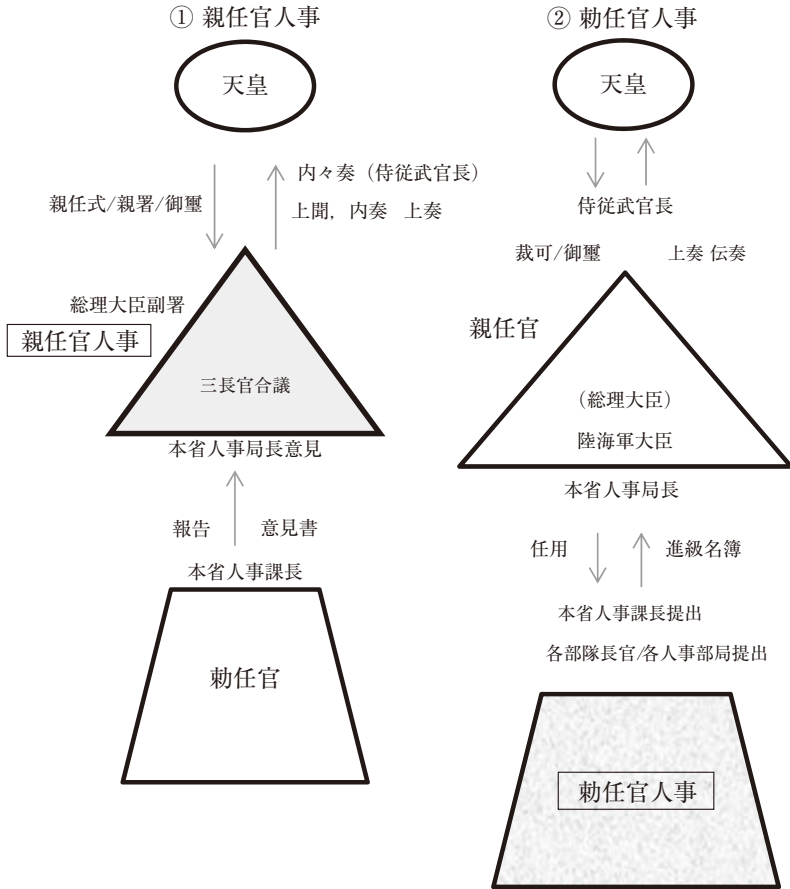 ① 親任官人事
天皇
親任式/親署/御璽
内々奏（侍従武官長）
上聞，内奏 上奏
総理大臣副署
親任官人事
三長官合議
本省人事局長意見
報告 意見書
本省人事課長
勅任官
② 勅任官人事
天皇
侍従武官長
裁可/御璽 上奏 伝奏
親任官
（総理大臣）
陸海軍大臣
本省人事局長
任用 進級名簿
本省人事課長提出
各部隊長官/各人事部局提出
勅任官人事